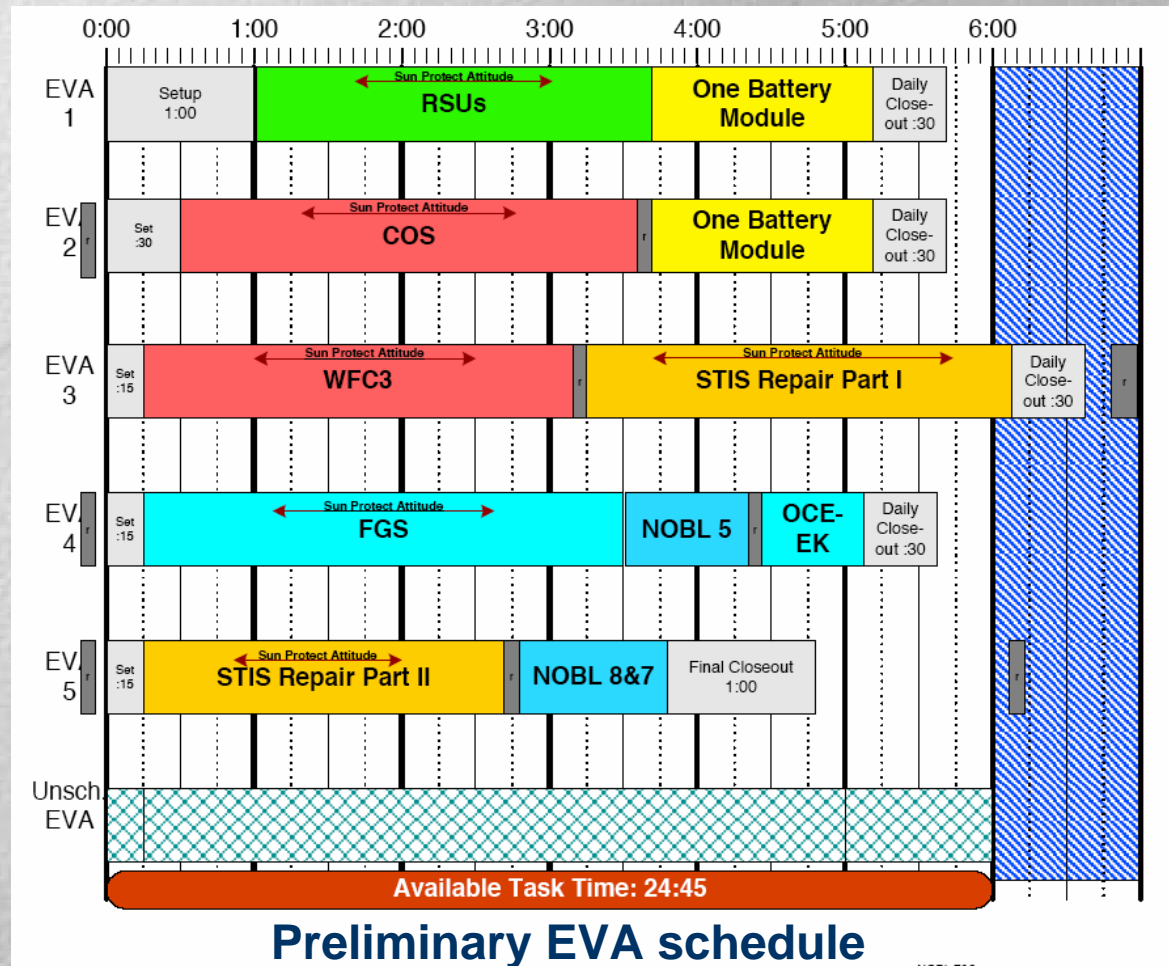 0:00 1:00 2:00 3:00 4:00 5:00 6:00
EVA
1
Setup
1:00
Sun Protect Attitude
RSUs
One Battery
Module
Daily
Close-
out :30
EV
2
r
Set
:30
Sun Protect Attitude
COS
r
One Battery
Module
Daily
Close-
out :30
EVA
3
Set
:15
Sun Protect Attitude
WFC3
r
Sun Protect Attitude
STIS Repair Part I
Daily
Close-
out :30
r
EV
4
r
Set
:15
Sun Protect Attitude
FGS
NOBL 5
r
OCE-
EK
Daily
Close-
out :30
EV
5
r
Set
:15
Sun Protect Attitude
STIS Repair Part II
r
NOBL 8&7
Final Closeout
1:00
r
Unsch.
EVA
Available Task Time: 24:45
Preliminary EVA schedule